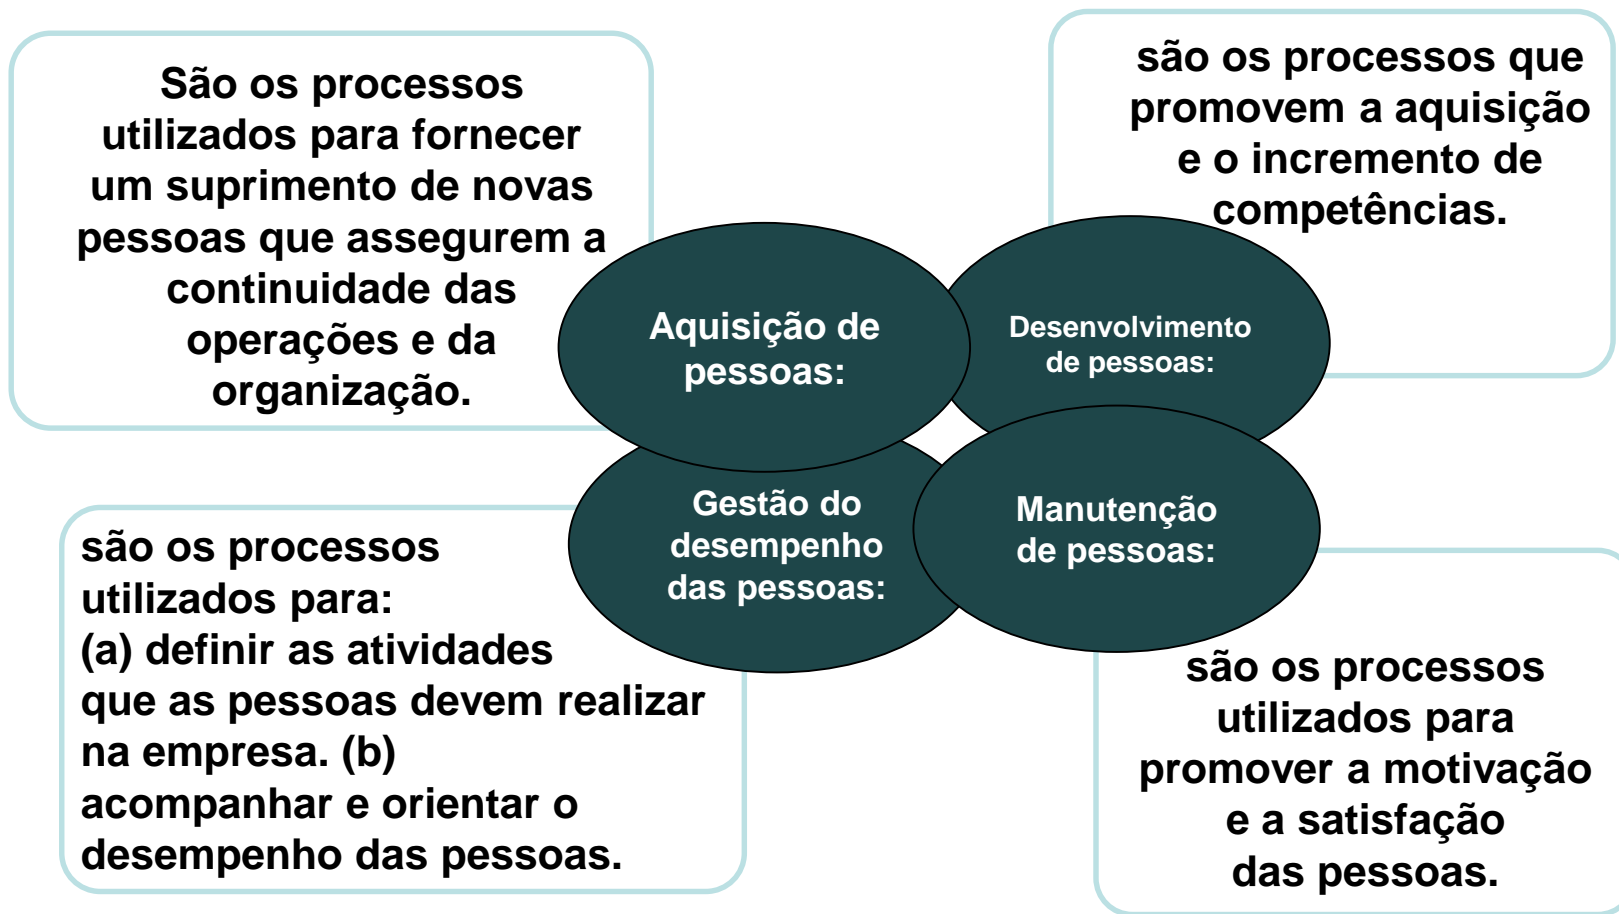 São os processos
utilizados para fornecer
um suprimento de novas
pessoas que assegurem a
continuidade das
operações e da
organização.
são os processos que
promovem a aquisição
e o incremento de
competências.
Aquisição de
pessoas:
Desenvolvimento
de pessoas:
Gestão do
desempenho
das pessoas:
Manutenção
de pessoas:
são os processos
utilizados para:
(a) definir as atividades
que as pessoas devem realizar
na empresa. (b)
acompanhar e orientar o
desempenho das pessoas.
são os processos
utilizados para
promover a motivação
e a satisfação
das pessoas.